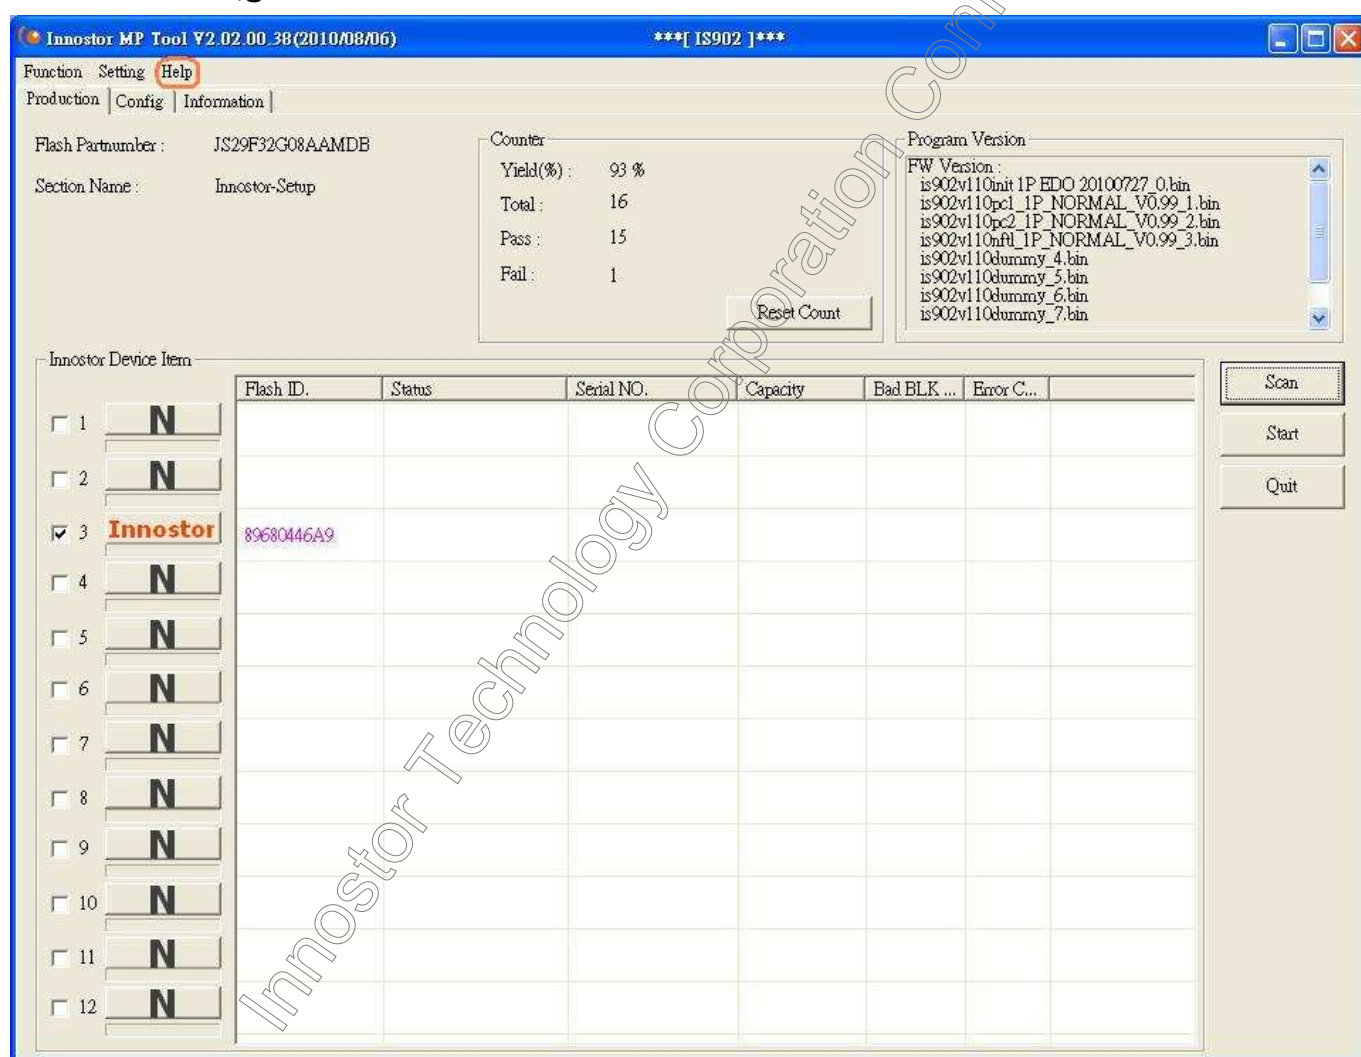 Innostor MP Tool V2.02.00.38(2010/08/06) ***[ IS902 ]***
Function Setting Help
Production Config Information
Flash Partnumber : JS29F32G08AAMDB
Section Name : Innostor-Setup
Counter
Yield(%) : 93 %
Total : 16
Pass : 15
Fail : 1
Reset Count
Program Version
FW Version :
is902v110init 1P EDO 20100727_0.bin
is902v110pc1_1P_NORMAL_V0.99_1.bin
is902v110pc2_1P_NORMAL_V0.99_2.bin
is902v110nftl_1P_NORMAL_V0.99_3.bin
is902v110dummy_4.bin
is902v110dummy_5.bin
is902v110dummy_6.bin
is902v110dummy_7.bin
Innostor Device Item
Flash ID. Status Serial NO. Capacity Bad BLK ... Error C...
1 N
2 N
3 Innostor 89680446A9
4 N
5 N
6 N
7 N
8 N
9 N
10 N
11 N
12 N
Scan
Start
Quit
Innostor Technology Corporation